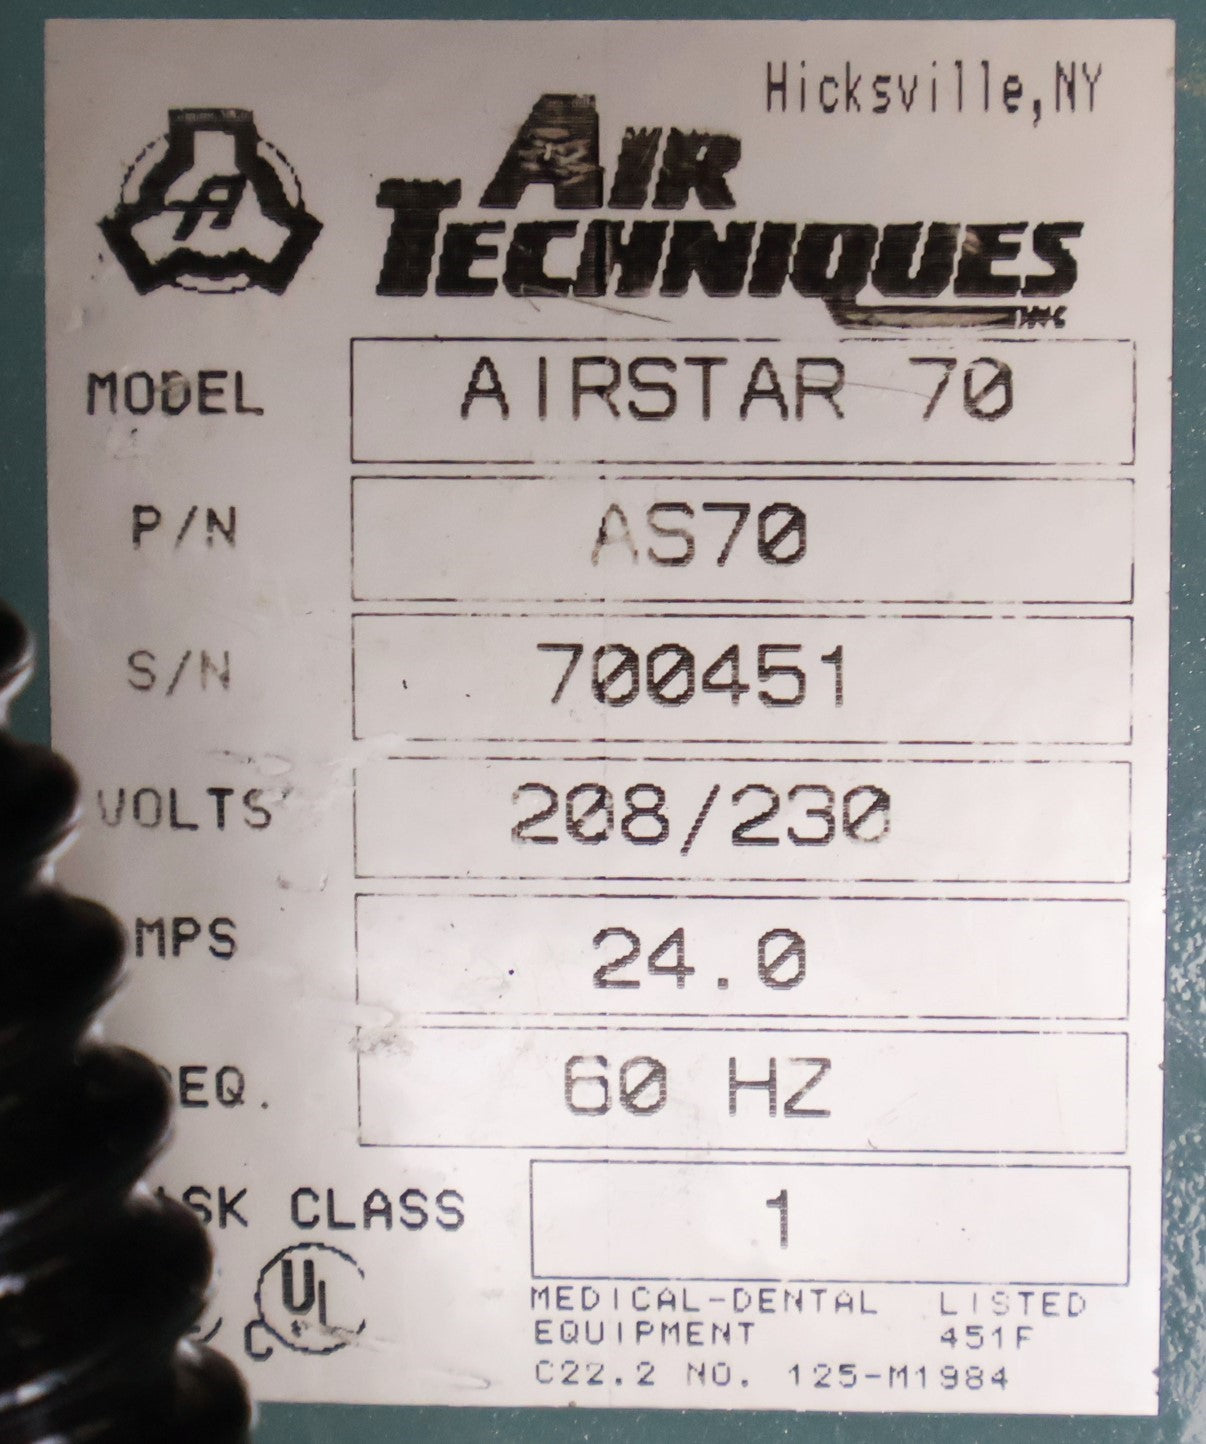 Hicksville,NY
A
AIR
TECHNIQUES
INC
MODEL AIRSTAR 70
P/N AS70
S/N 700451
VOLTS 208/230
MPS 24.0
EQ. 60 HZ
SK CLASS 1
UL
C
MEDICAL-DENTAL LISTED
EQUIPMENT 451F
C22.2 NO. 125-M1984